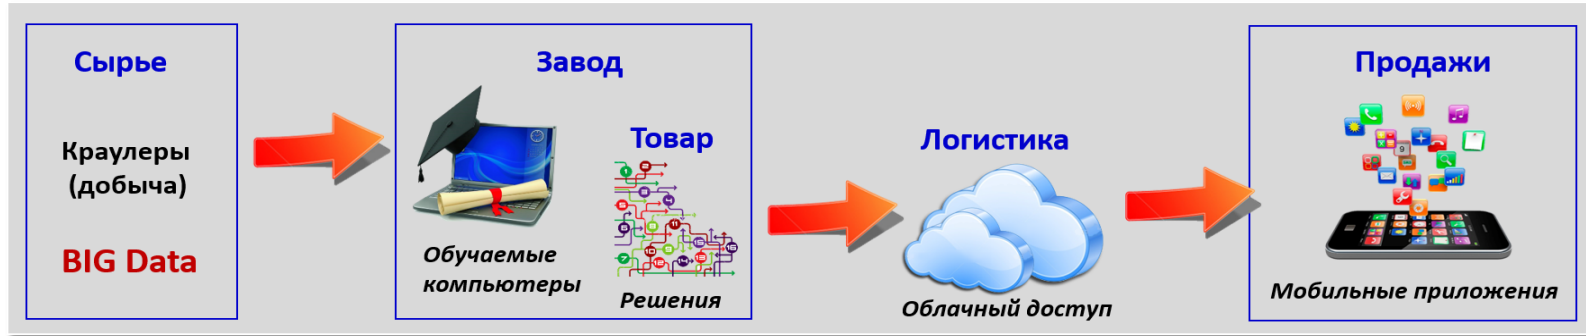 Сырье
Краулеры
(добыча)
BIG Data
Завод
Обучаемые
компьютеры
Товар
Решения
Логистика
Облачный доступ
Продажи
Мобильные приложения